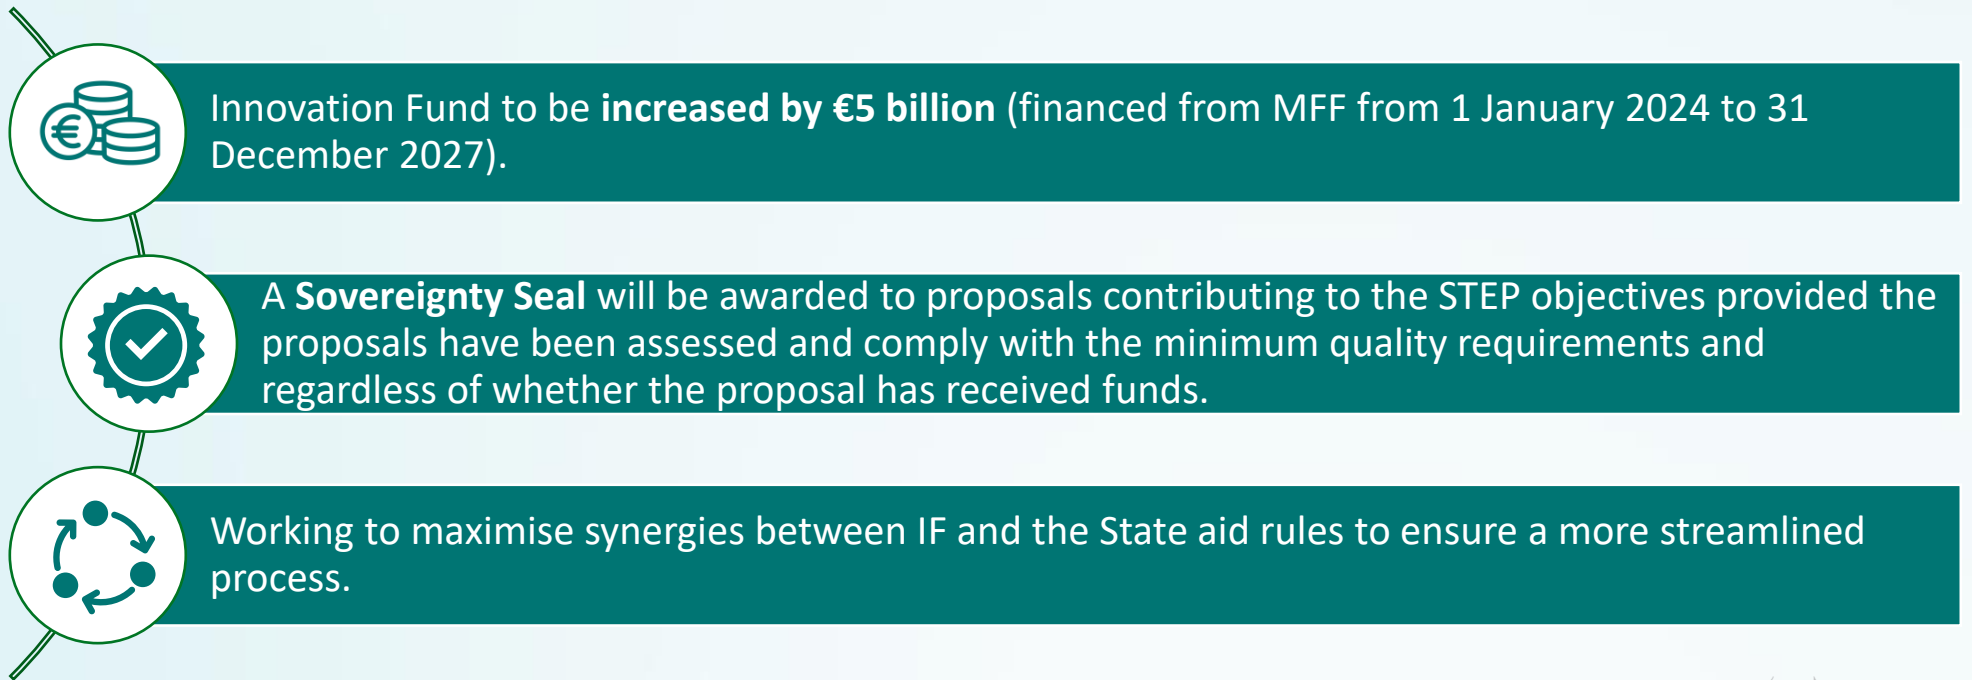 Innovation Fund to be increased by €5 billion (financed from MFF from 1 January 2024 to 31
December 2027).
A Sovereignty Seal will be awarded to proposals contributing to the STEP objectives provided the
proposals have been assessed and comply with the minimum quality requirements and
regardless of whether the proposal has received funds.
Working to maximise synergies between IF and the State aid rules to ensure a more streamlined
process.